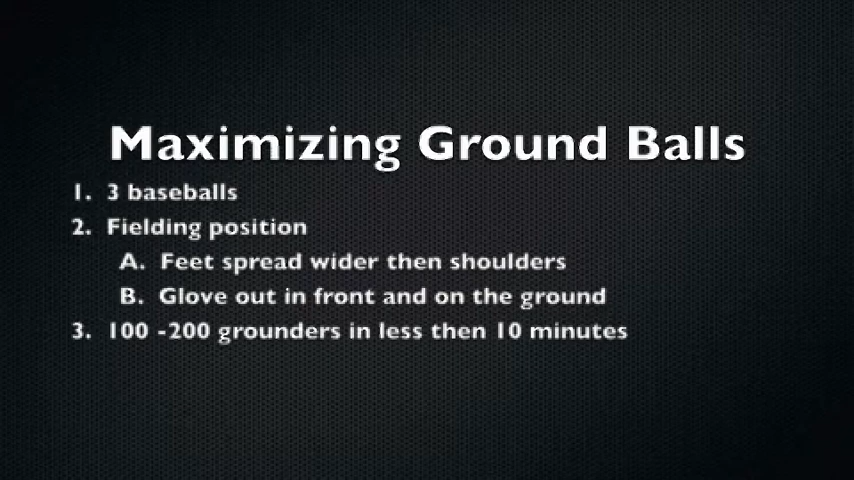 Maximizing Ground Balls
1. 3 baseballs
2. Fielding position
A. Feet spread wider then shoulders
B. Glove out in front and on the ground
3. 100 -200 grounders in less then 10 minutes